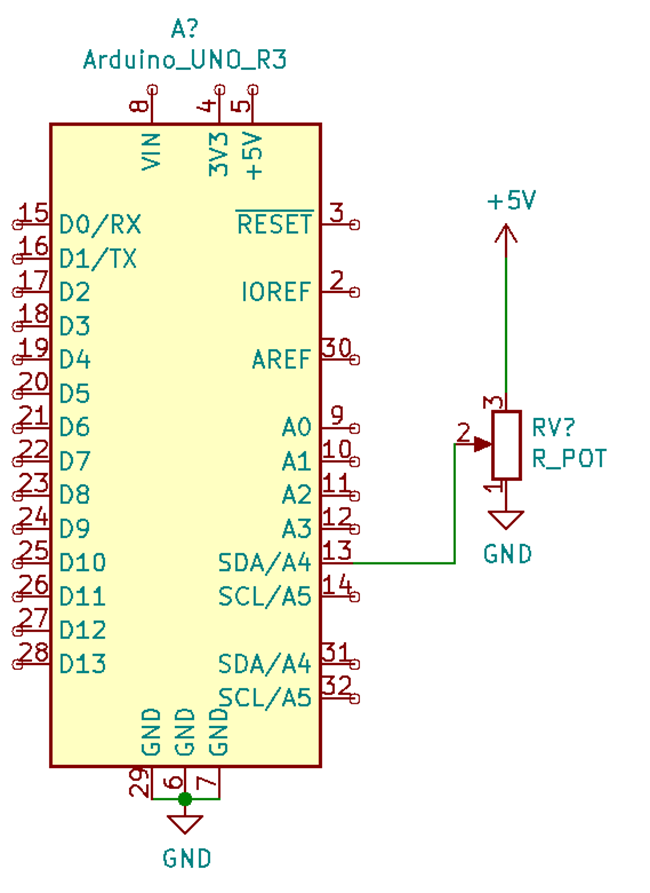 A?
Arduino_UNO_R3
8
4
5
VIN
3V3
+5V
15 D0/RX
RESET 3
16 D1/TX
17 D2
IOREF 2
18 D3
19 D4
AREF 30
20 D5
21 D6
A0 9
22 D7
A1 10
23 D8
A2 11
24 D9
A3 12
25 D10
SDA/A4 13
26 D11
SCL/A5 14
27 D12
28 D13
SDA/A4 31
SCL/A5 32
GND
GND
GND
29
6
7
GND
+5V
3
2
RV?
R_POT
1
GND